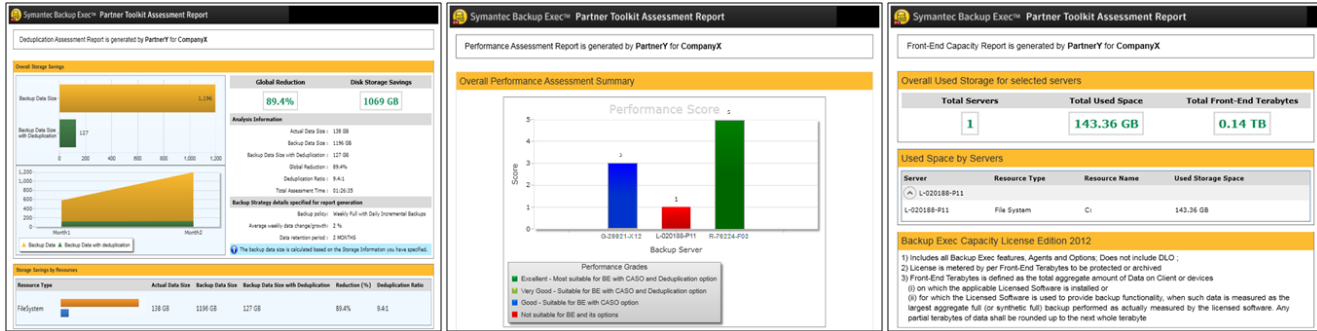 Symantec Backup Exec™ Partner Toolkit Assessment Report
Deduplication Assessment Report is generated by PartnerY for CompanyX
Overall Storage Savings
Backup Data Size
1,196
Backup Data Size
with Deduplication
127
0 200 400 600 800 1,000 1,200
1,200
1,000
800
600
400
200
0
Month1 Month2
Backup Data Backup Data with deduplication
Global Reduction Disk Storage Savings
89.4% 1069 GB
Analysis Information
Actual Data Size : 138 GB
Backup Data Size : 1196 GB
Backup Data Size with Deduplication : 127 GB
Global Reduction : 89.4%
Deduplication Ratio : 9.4:1
Total Assessment Time : 01:26:35
Backup Strategy details specified for report generation
Backup policy: Weekly Full with Daily Incremental Backups
Average weekly data change/growth: 2 %
Data retention period : 2 MONTHS
The backup data size is calculated based on the Storage Information you have specified.
Storage Savings by Resources
Resource Type Actual Data Size Backup Data Size Backup Data Size with Deduplication Reduction (%) Deduplication Ratio
FileSystem 138 GB 1196 GB 127 GB 89.4% 9.4:1
Symantec Backup Exec™ Partner Toolkit Assessment Report
Performance Assessment Report is generated by PartnerY for CompanyX
Overall Performance Assessment Summary
Performance Score
5
4
3
2
1
0
Score
3
1
5
G-28821-X12 L-020188-P11 R-76224-F03
Backup Server
Performance Grades
Excellent - Most suitable for BE with CASO and Deduplication option
Very Good - Suitable for BE with CASO and Deduplication option
Good - Suitable for BE with CASO option
Not suitable for BE and its options
Symantec Backup Exec™ Partner Toolkit Assessment Report
Front-End Capacity Report is generated by PartnerY for CompanyX
Overall Used Storage for selected servers
Total Servers Total Used Space Total Front-End Terabytes
1 143.36 GB 0.14 TB
Used Space by Servers
Server Resource Type Resource Name Used Storage Space
L-020188-P11
L-020188-P11 File System C: 143.36 GB
Backup Exec Capacity License Edition 2012
1) Includes all Backup Exec features, Agents and Options; Does not include DLO ;
2) License is metered by per Front-End Terabytes to be protected or archived
3) Front-End Terabytes is defined as the total aggregate amount of Data on Client or devices
(i) on which the applicable Licensed Software is installed or
(ii) for which the Licensed Software is used to provide backup functionality, when such data is measured as the
largest aggregate full (or synthetic full) backup performed as actually measured by the licensed software. Any
partial terabytes of data shall be rounded up to the next whole terabyte